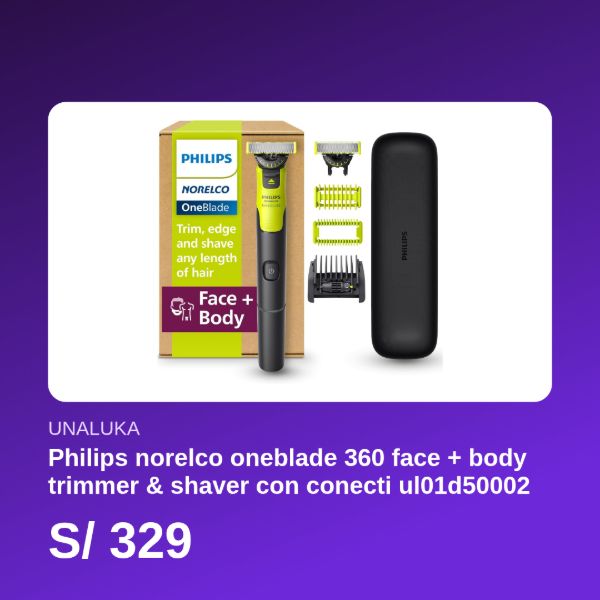 PHILIPS
NORELCO
OneBlade
Trim, edge
and shave
any length
of hair
Face +
Body
PHILIPS
PHILIPS
UNALUKA
Philips norelco oneblade 360 face + body
trimmer & shaver con conecti ul01d50002
S/ 329